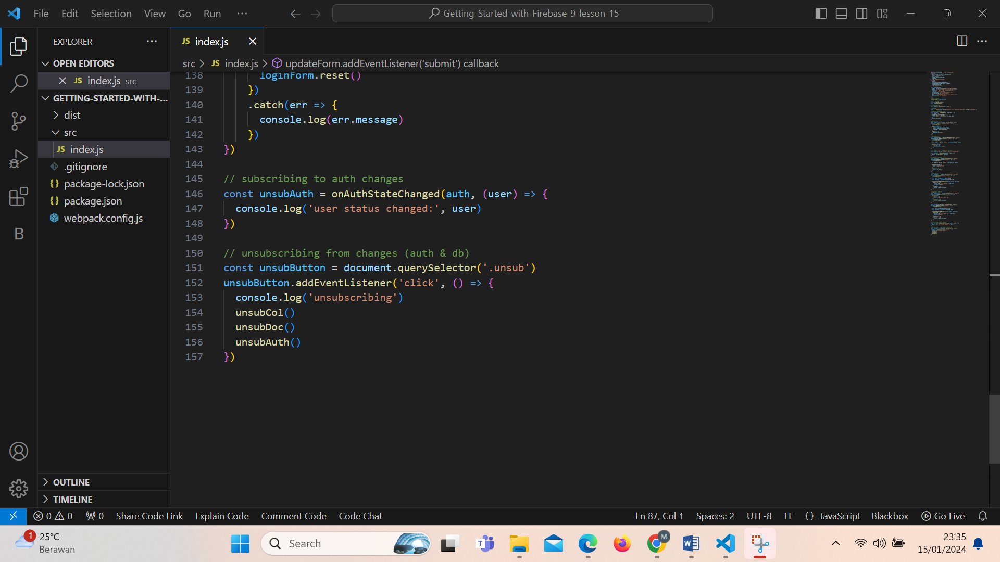 File Edit Selection View Go Run ···
Getting-Started-with-Firebase-9-lesson-15
EXPLORER
OPEN EDITORS
JS index.js src
GETTING-STARTED-WITH-...
dist
src
JS index.js
.gitignore
{} package-lock.json
{} package.json
webpack.config.js
B
OUTLINE
TIMELINE
JS index.js
src > JS index.js > updateForm.addEventListener('submit') callback
138 loginForm.reset()
139 })
140 .catch(err => {
141 console.log(err.message)
142 })
143 })
144
145 // subscribing to auth changes
146 const unsubAuth = onAuthStateChanged(auth, (user) => {
147 console.log('user status changed:', user)
148 })
149
150 // unsubscribing from changes (auth & db)
151 const unsubButton = document.querySelector('.unsub')
152 unsubButton.addEventListener('click', () => {
153 console.log('unsubscribing')
154 unsubCol()
155 unsubDoc()
156 unsubAuth()
157 })
0 0 0 Share Code Link Explain Code Comment Code Code Chat Ln 87, Col 1 Spaces: 2 UTF-8 LF {} JavaScript Blackbox Go Live
1 25°C
Berawan
Search
T
M
W
23:35
15/01/2024